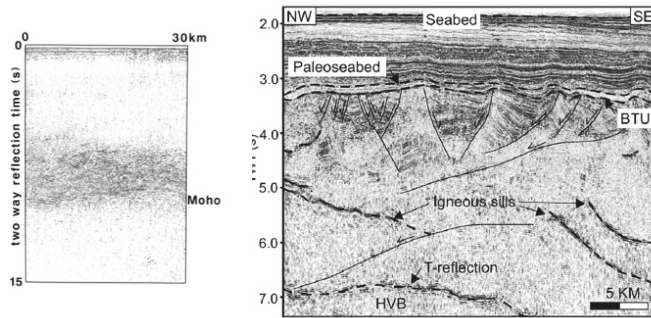 0
30km
two way reflection time (s)
Moho
15
NW
SE
2.0
Seabed
3.0
Paleoseabed
BTU
4.0
5.0
Igneous sills
6.0
T-reflection
HVB
7.0
5 KM